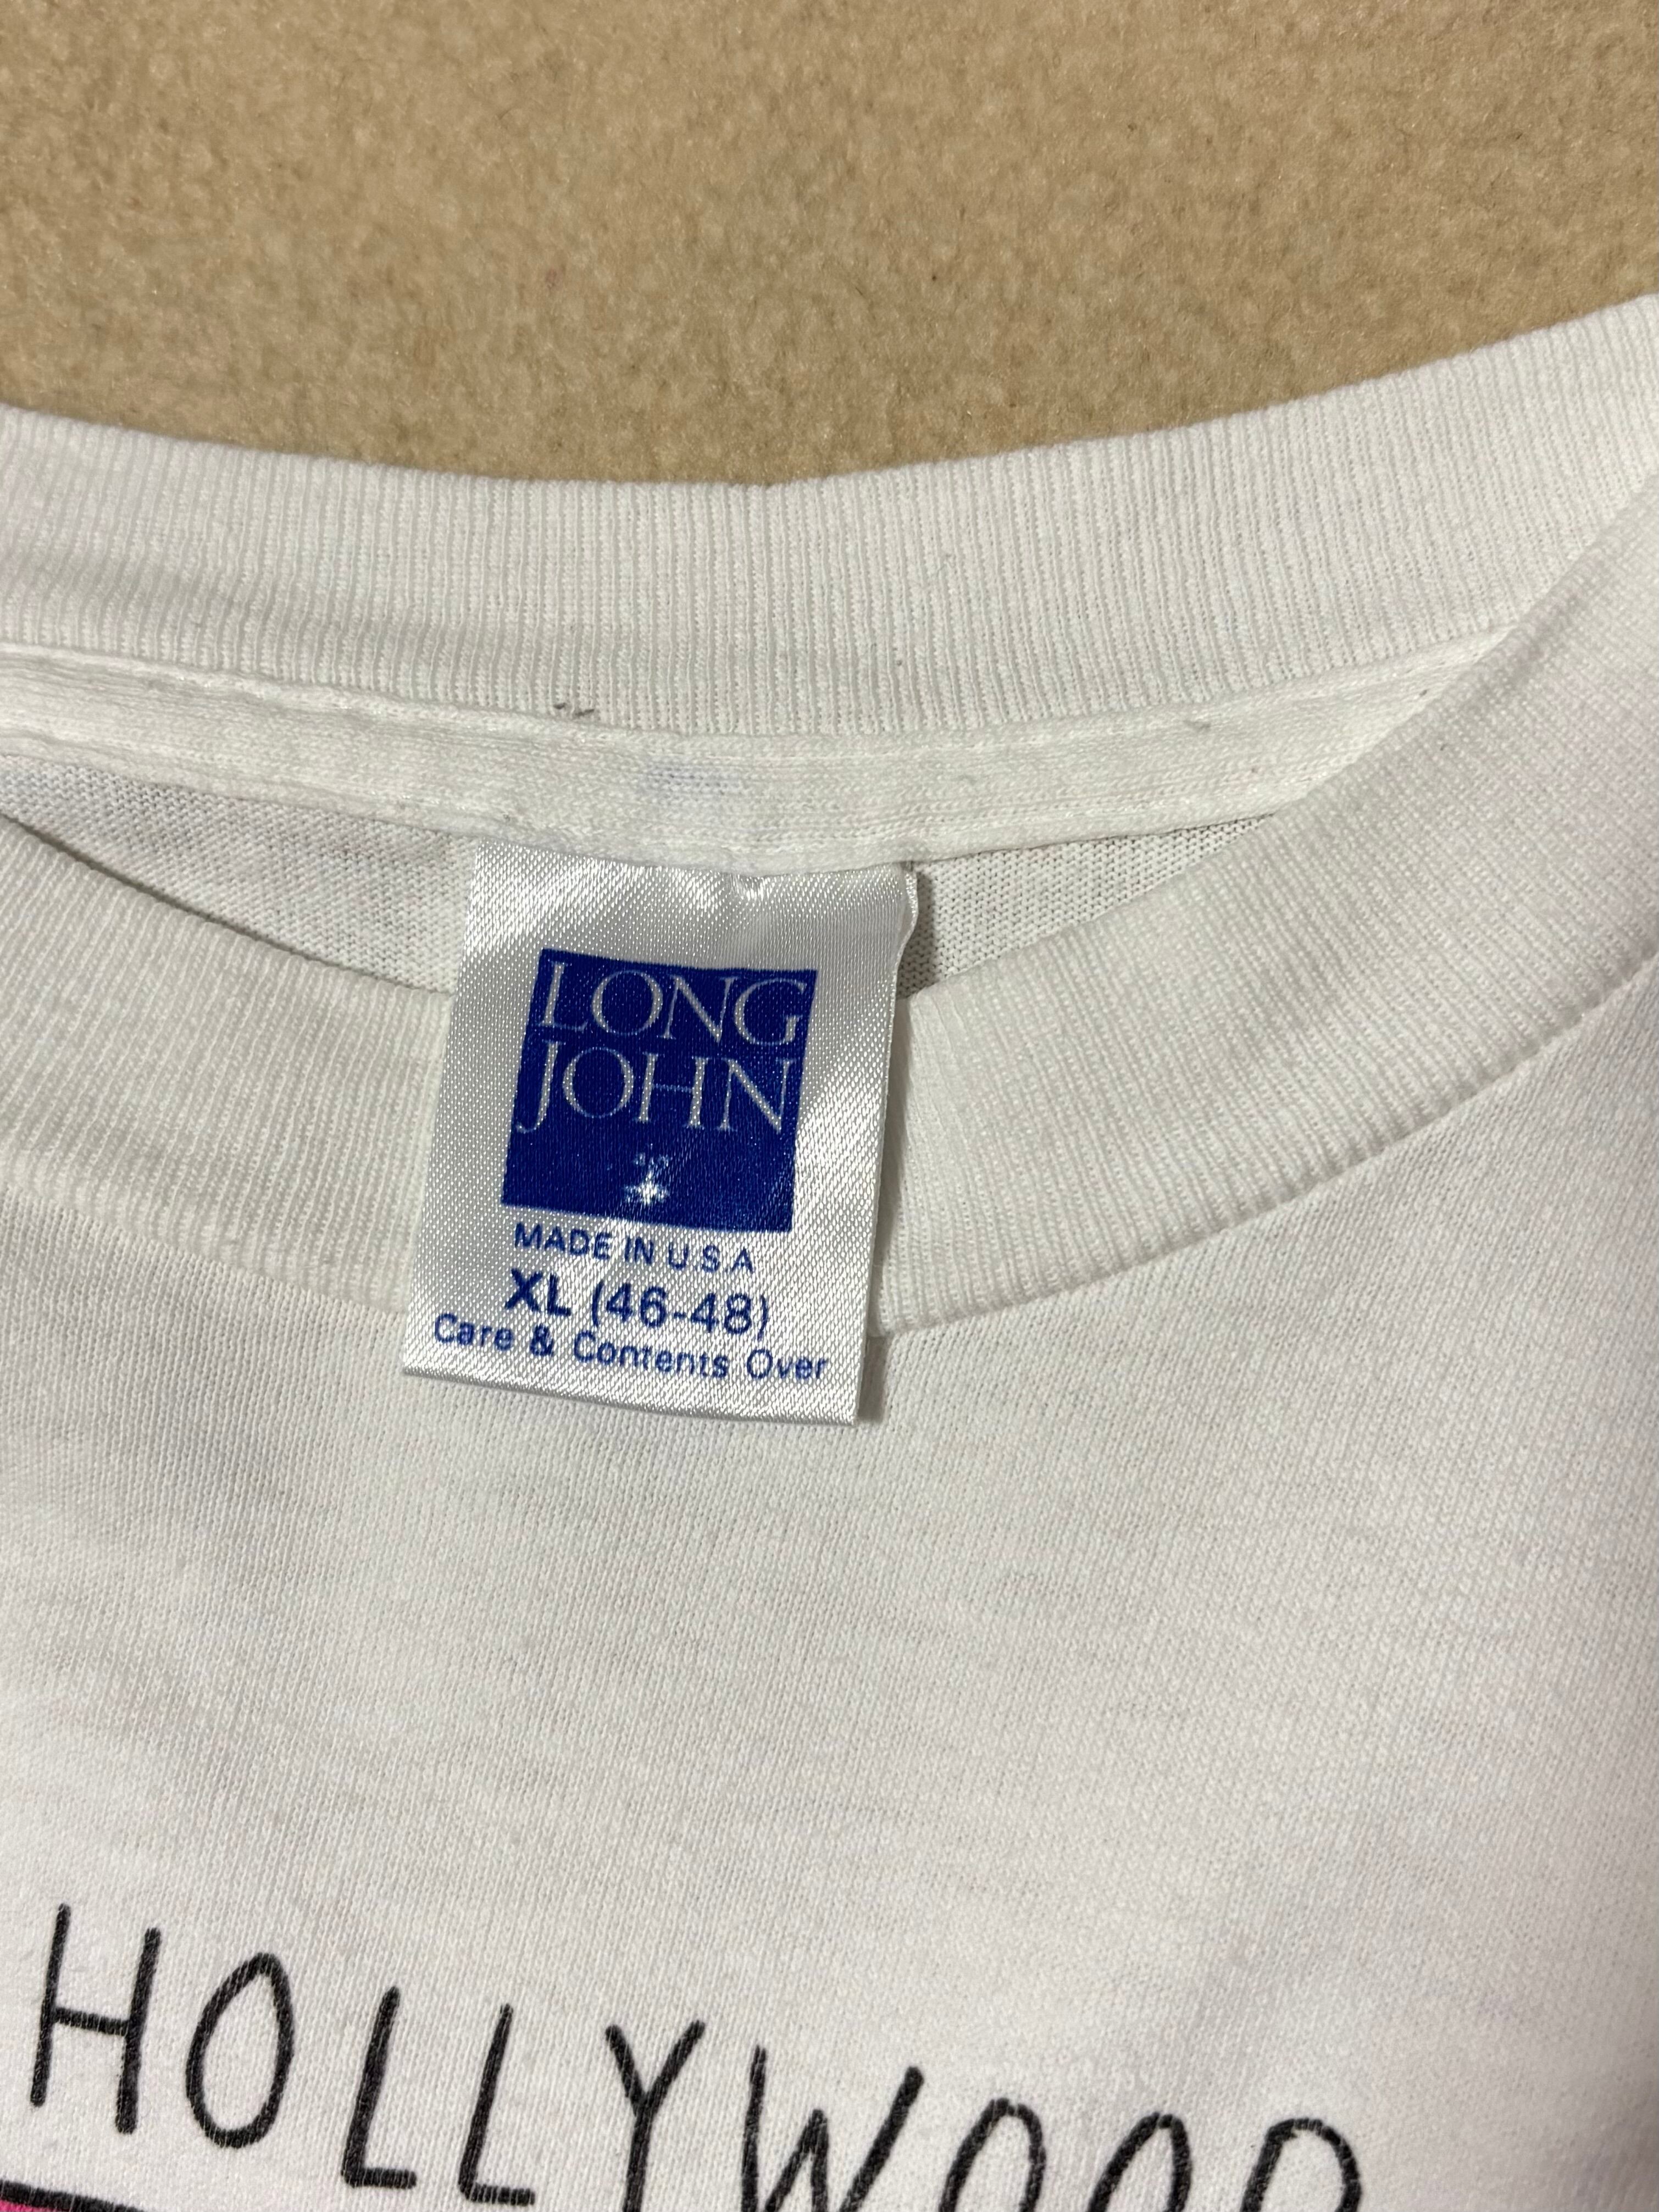 LONG
JOHN
MADE IN U.S.A
XL (46-48)
Care & Contents Over
HOLLYWOOD